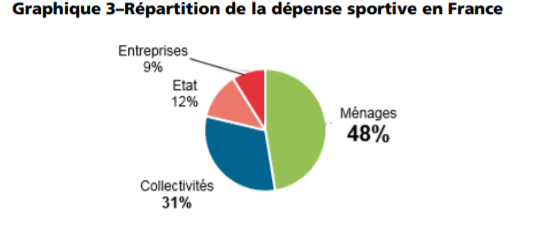 Graphique 3–Répartition de la dépense sportive en France
Entreprises
9%
Etat
12%
Ménages
48%
Collectivités
31%